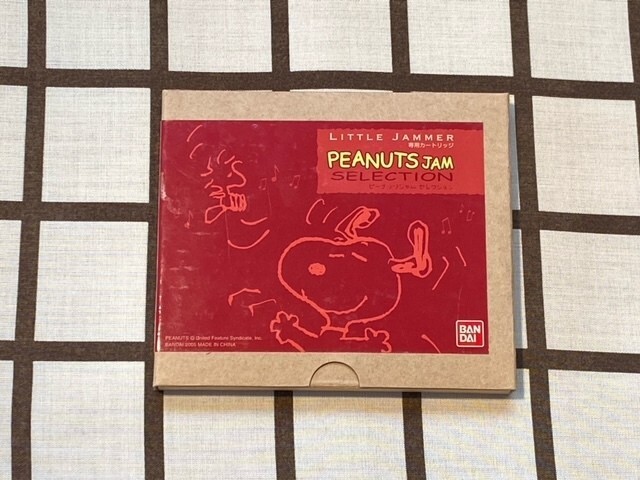 LITTLE JAMMER
専用カートリッジ
PEANUTS JAM
SELECTION
ピーナッツジャム セレクション
PEANUTS © United Feature Syndicate, Inc.
BANDAI 2005 MADE IN CHINA
BAN
DAI